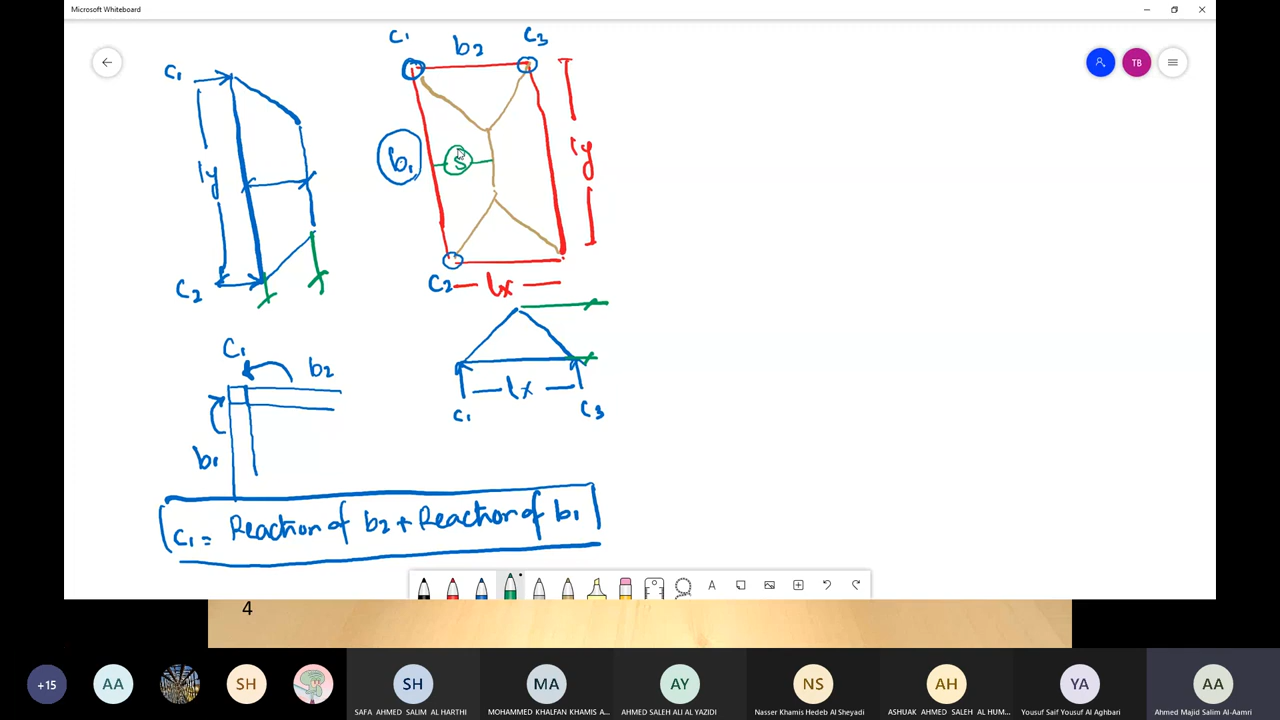 Microsoft Whiteboard
C1
b2
C3
C1
TB
ly
b1
S
ly
C2
C2
lx
C1
b2
lx
C1
C3
b1
C1 = Reaction of b2 + Reaction of b1
A
4
+15
AA
SH
SH
MA
AY
NS
AH
YA
AA
SAFA AHMED SALIM AL HARTHI
MOHAMMED KHALFAN KHAMIS A...
AHMED SALEH ALI AL YAZIDI
Nasser Khamis Hedeb Al Sheyadi
ASHUAK AHMED SALEH AL HUM...
Yousuf Saif Yousuf Al Aghbari
Ahmed Majid Salim Al-Aamri